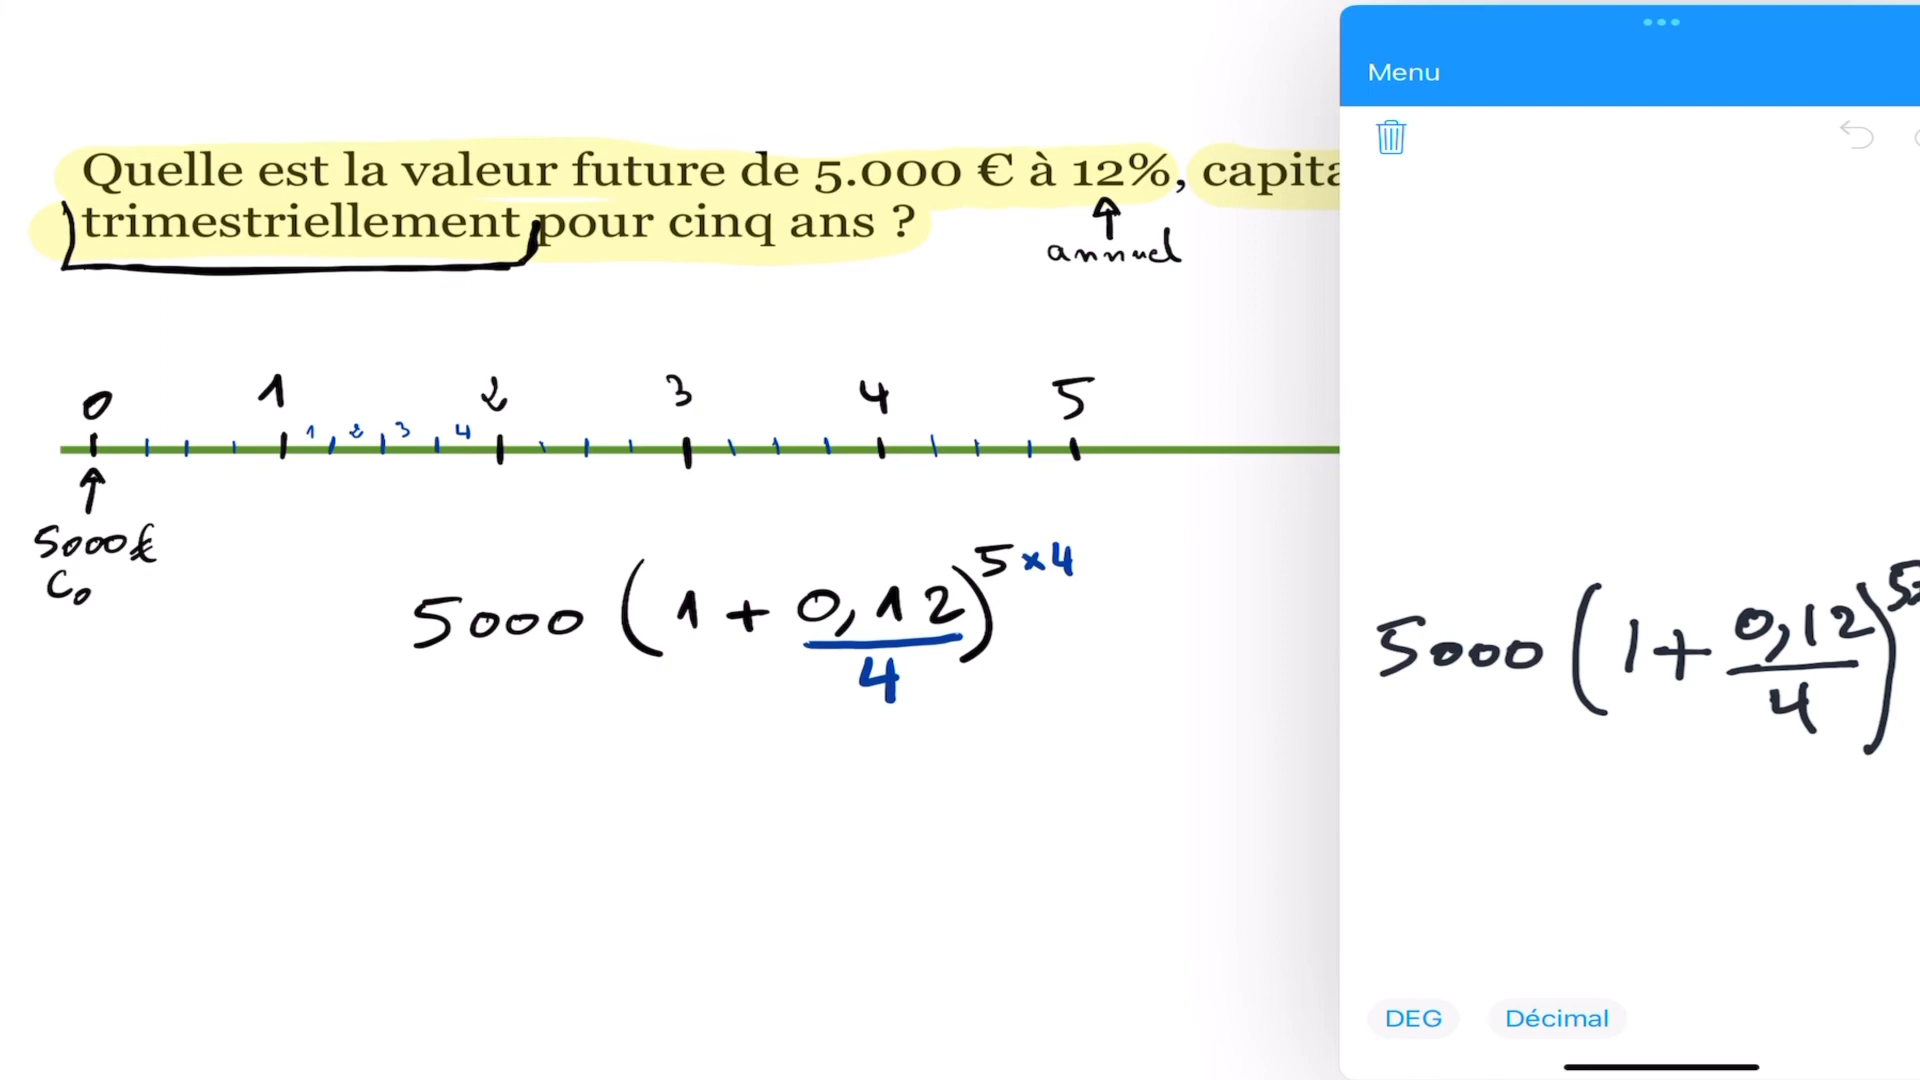 Menu
Quelle est la valeur future de 5.000 € à 12%, capita
trimestriellement pour cinq ans ?
annuel
0 1 2 3 4 5
1 2 3 4
5000€
C₀
5000 (1 + 0,12/4)^5×4
5000 (1 + 0,12/4)^5
DEG Décimal